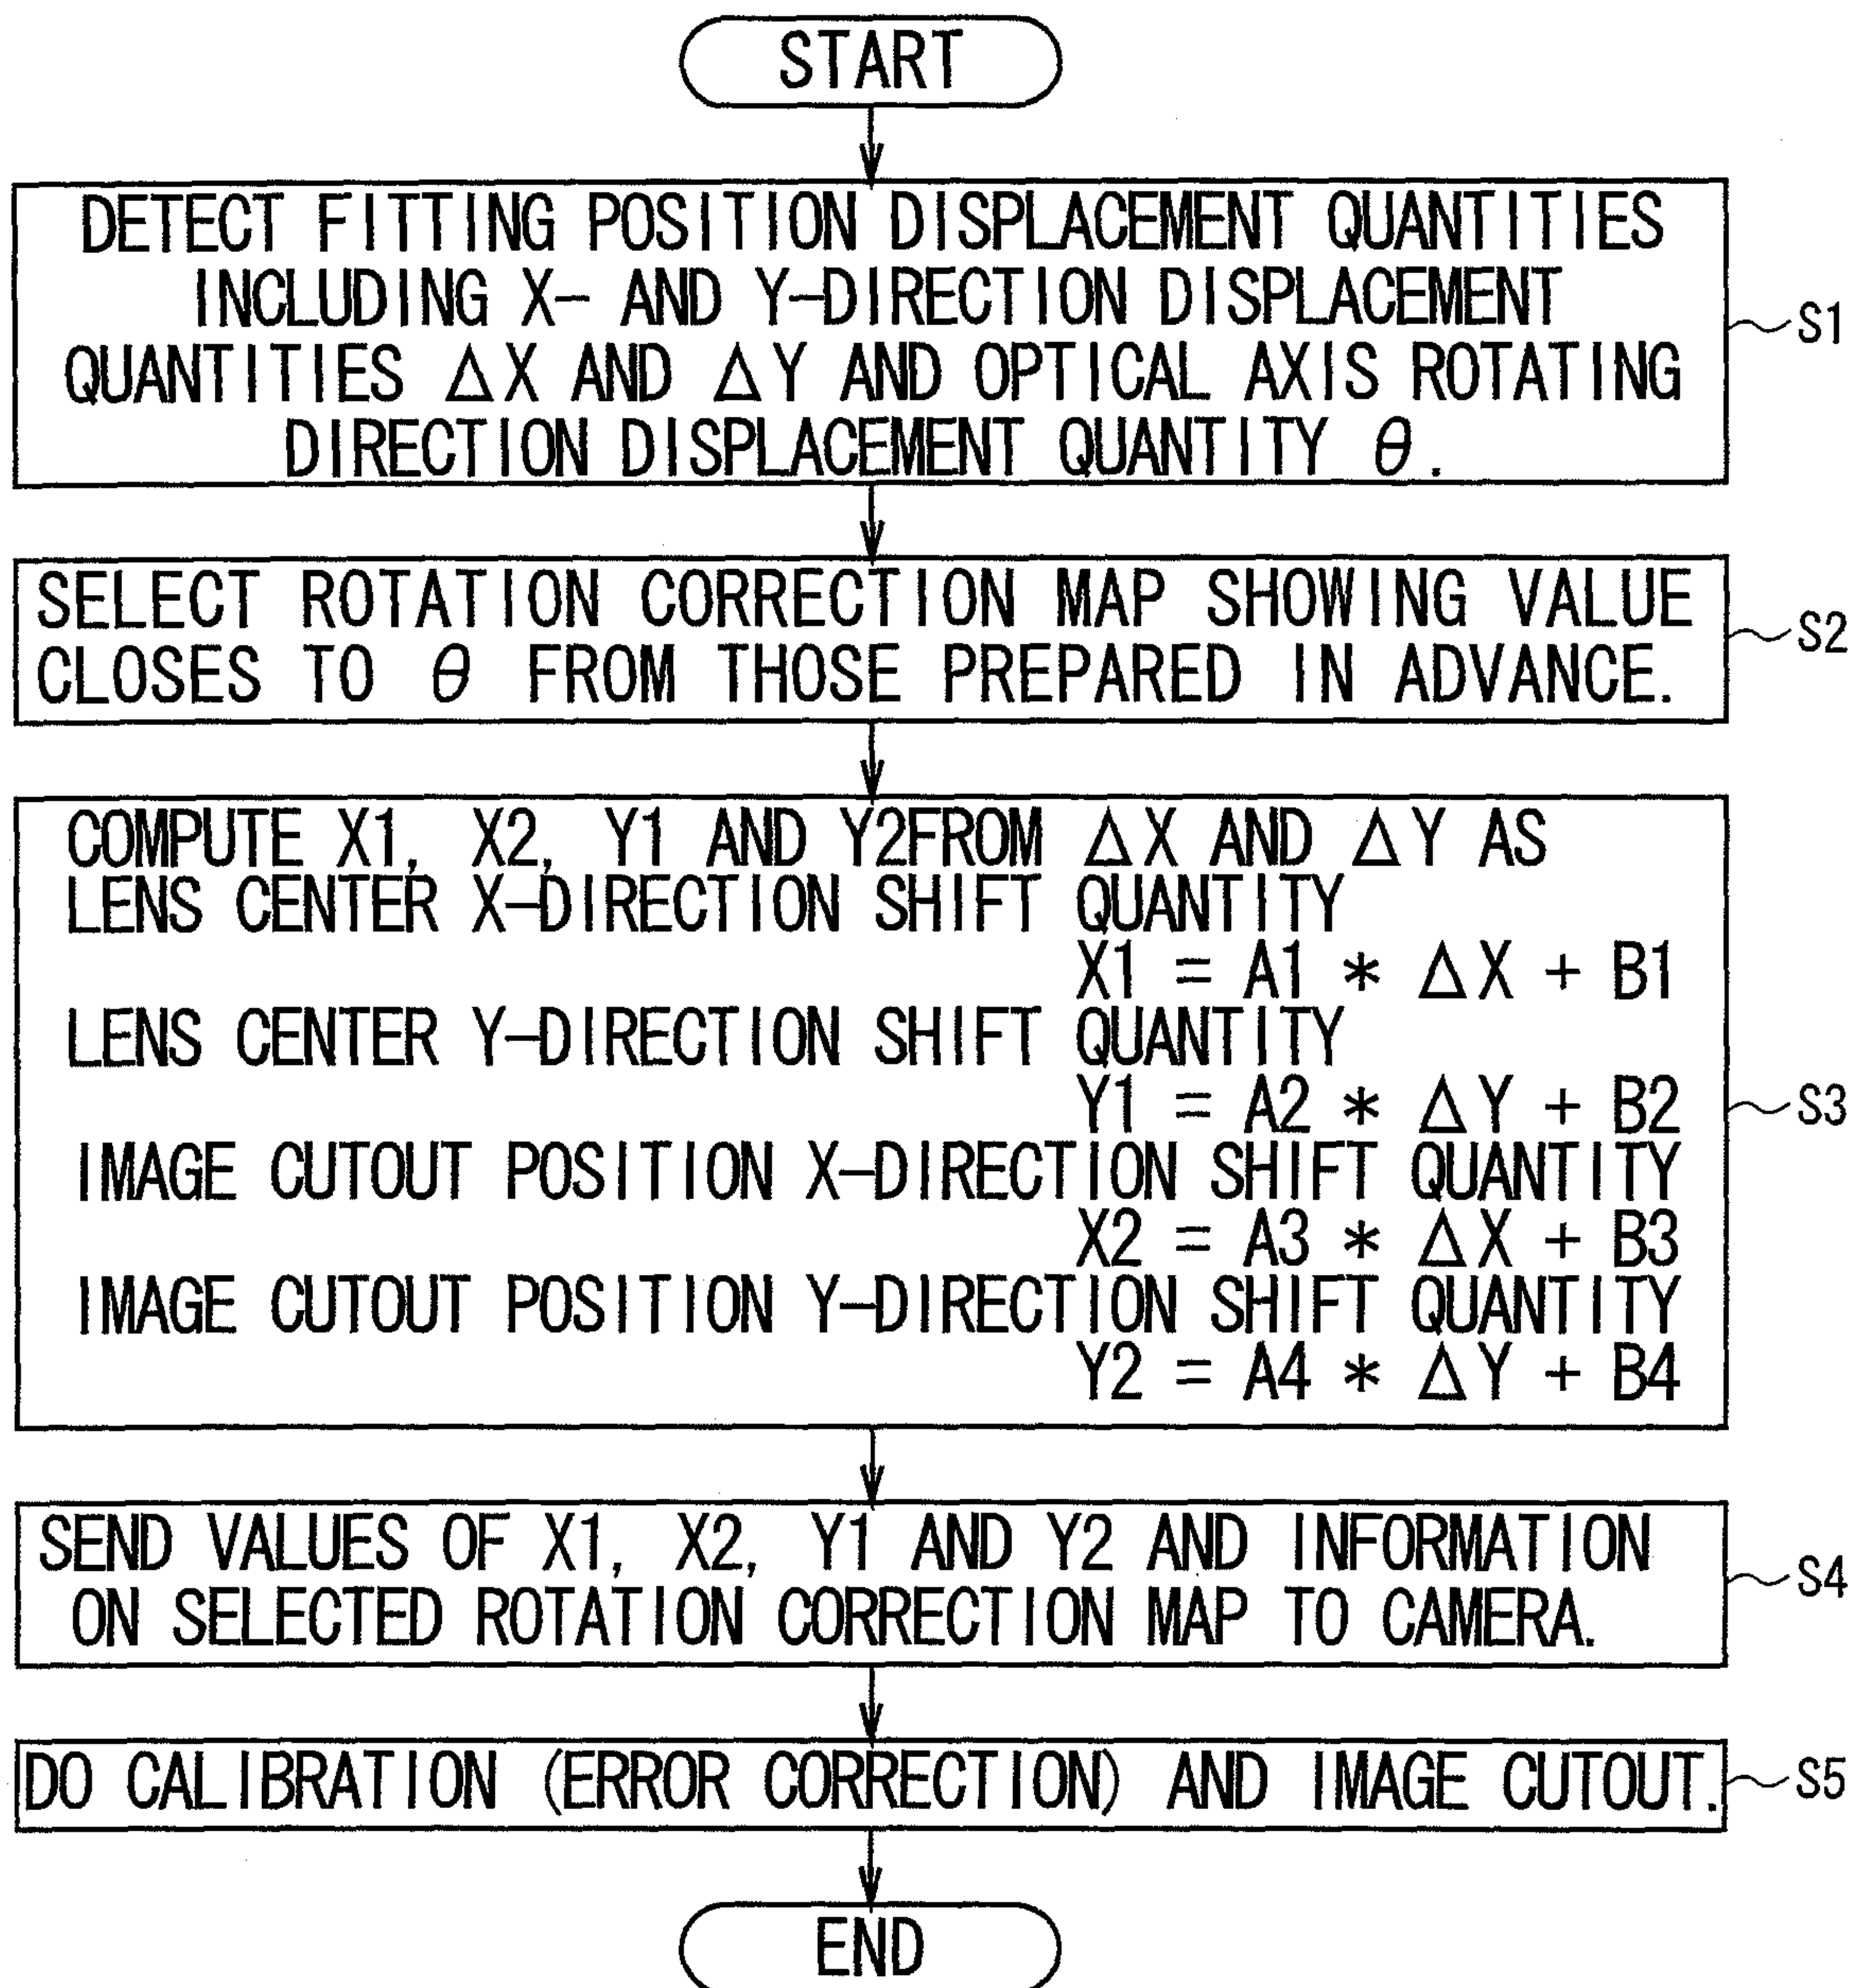 START
DETECT FITTING POSITION DISPLACEMENT QUANTITIES
INCLUDING X- AND Y-DIRECTION DISPLACEMENT
QUANTITIES ΔX AND ΔY AND OPTICAL AXIS ROTATING
DIRECTION DISPLACEMENT QUANTITY θ.
S1
SELECT ROTATION CORRECTION MAP SHOWING VALUE
CLOSES TO θ FROM THOSE PREPARED IN ADVANCE.
S2
COMPUTE X1, X2, Y1 AND Y2FROM ΔX AND ΔY AS
LENS CENTER X-DIRECTION SHIFT QUANTITY
X1 = A1 * ΔX + B1
LENS CENTER Y-DIRECTION SHIFT QUANTITY
Y1 = A2 * ΔY + B2
IMAGE CUTOUT POSITION X-DIRECTION SHIFT QUANTITY
X2 = A3 * ΔX + B3
IMAGE CUTOUT POSITION Y-DIRECTION SHIFT QUANTITY
Y2 = A4 * ΔY + B4
S3
SEND VALUES OF X1, X2, Y1 AND Y2 AND INFORMATION
ON SELECTED ROTATION CORRECTION MAP TO CAMERA.
S4
DO CALIBRATION (ERROR CORRECTION) AND IMAGE CUTOUT.
S5
END